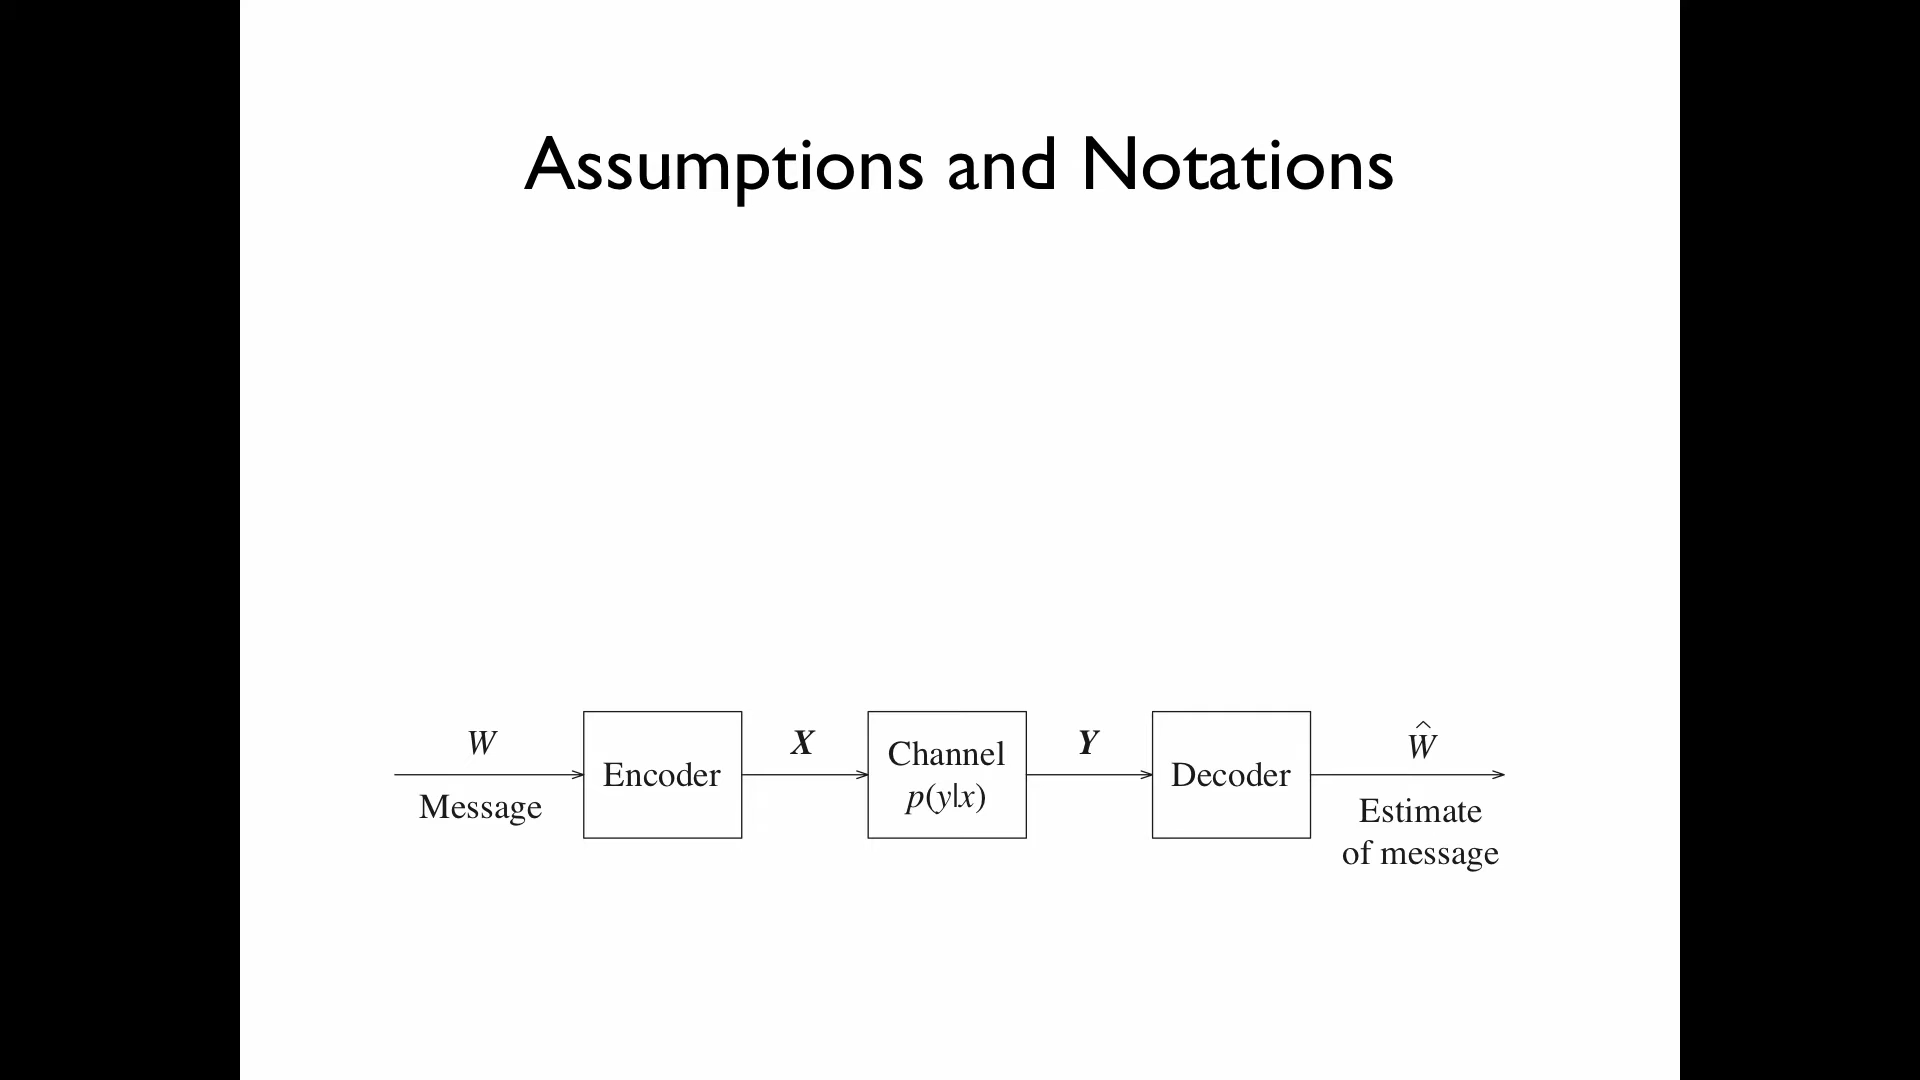 Assumptions and Notations
W
Message
Encoder
X
Channel
p(y|x)
Y
Decoder
Ŵ
Estimate
of message